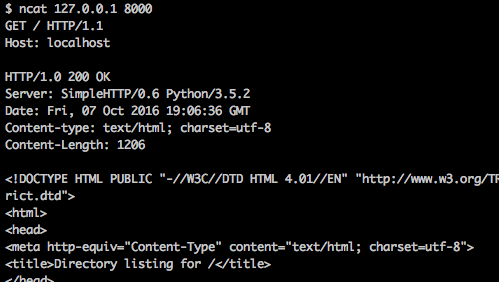 $ ncat 127.0.0.1 8000
GET / HTTP/1.1
Host: localhost
HTTP/1.0 200 OK
Server: SimpleHTTP/0.6 Python/3.5.2
Date: Fri, 07 Oct 2016 19:06:36 GMT
Content-type: text/html; charset=utf-8
Content-Length: 1206
<!DOCTYPE HTML PUBLIC "-//W3C//DTD HTML 4.01//EN" "http://www.w3.org/TR
rict.dtd">
<html>
<head>
<meta http-equiv="Content-Type" content="text/html; charset=utf-8">
<title>Directory listing for /</title>
</head>